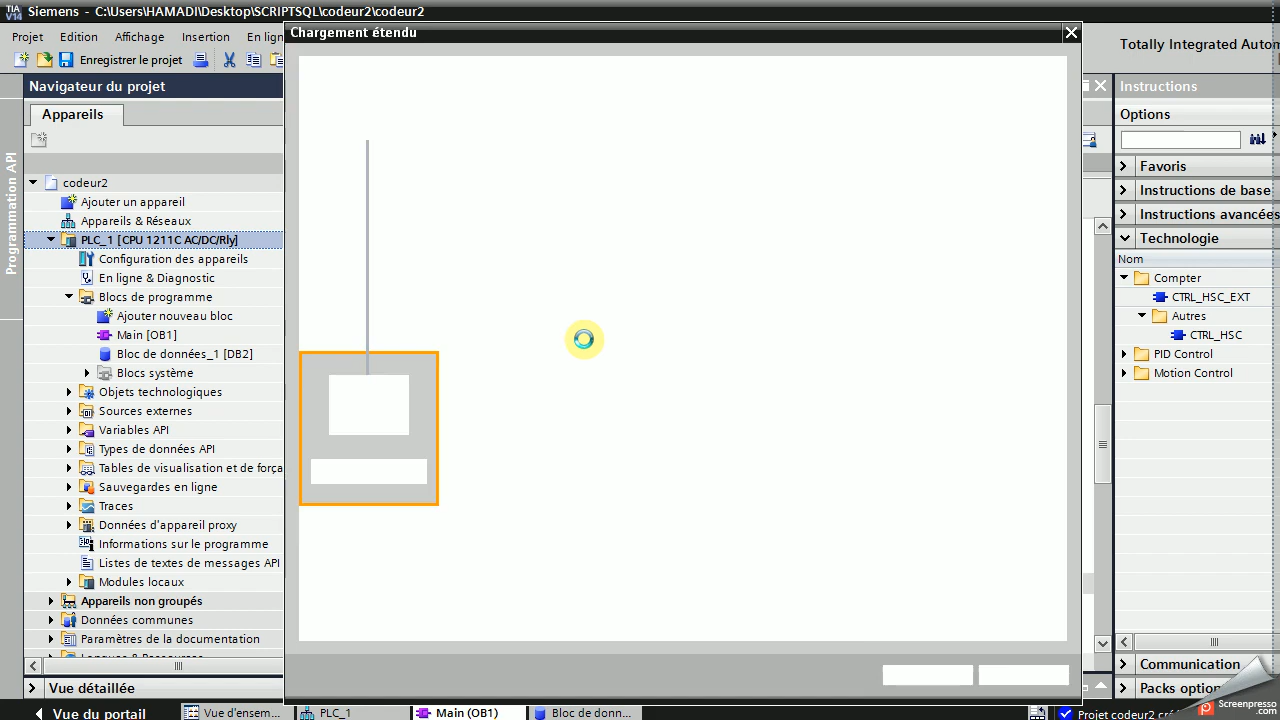 TIA V14
Siemens - C:\Users\HAMADI\Desktop\SCRIPTSQL\codeur2\codeur2
Projet Edition Affichage Insertion En lign
Enregistrer le projet
Totally Integrated Autom
Chargement étendu
Navigateur du projet
Appareils
Programmation API
codeur2
Ajouter un appareil
Appareils & Réseaux
PLC_1 [CPU 1211C AC/DC/Rly]
Configuration des appareils
En ligne & Diagnostic
Blocs de programme
Ajouter nouveau bloc
Main [OB1]
Bloc de données_1 [DB2]
Blocs système
Objets technologiques
Sources externes
Variables API
Types de données API
Tables de visualisation et de força
Sauvegardes en ligne
Traces
Données d'appareil proxy
Informations sur le programme
Listes de textes de messages API
Modules locaux
Appareils non groupés
Données communes
Paramètres de la documentation
Vue détaillée
Instructions
Options
Favoris
Instructions de base
Instructions avancées
Technologie
Nom
Compter
CTRL_HSC_EXT
Autres
CTRL_HSC
PID Control
Motion Control
Communication
Packs option
Vue du portail
Vue d'ensem...
PLC_1
Main (OB1)
Bloc de donn...
Projet codeur2 cré
Screenpresso
.com